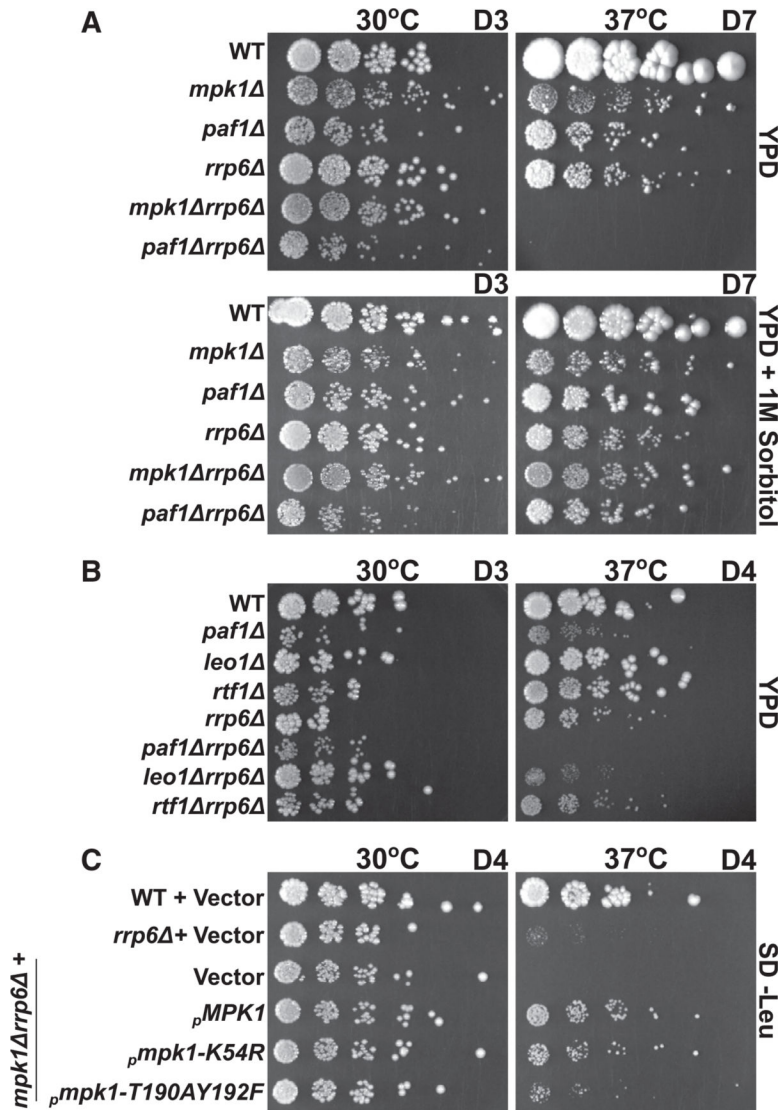 A
30°C D3 37°C D7
WT
mpk1Δ
paf1Δ
rrp6Δ
mpk1Δrrp6Δ
paf1Δrrp6Δ
YPD
D3 D7
WT
mpk1Δ
paf1Δ
rrp6Δ
mpk1Δrrp6Δ
paf1Δrrp6Δ
YPD + 1M Sorbitol
B
30°C D3 37°C D4
WT
paf1Δ
leo1Δ
rtf1Δ
rrp6Δ
paf1Δrrp6Δ
leo1Δrrp6Δ
rtf1Δrrp6Δ
YPD
C
30°C D4 37°C D4
WT + Vector
rrp6Δ+ Vector
mpk1Δrrp6Δ +
Vector
pMPK1
pmpk1-K54R
pmpk1-T190AY192F
SD -Leu